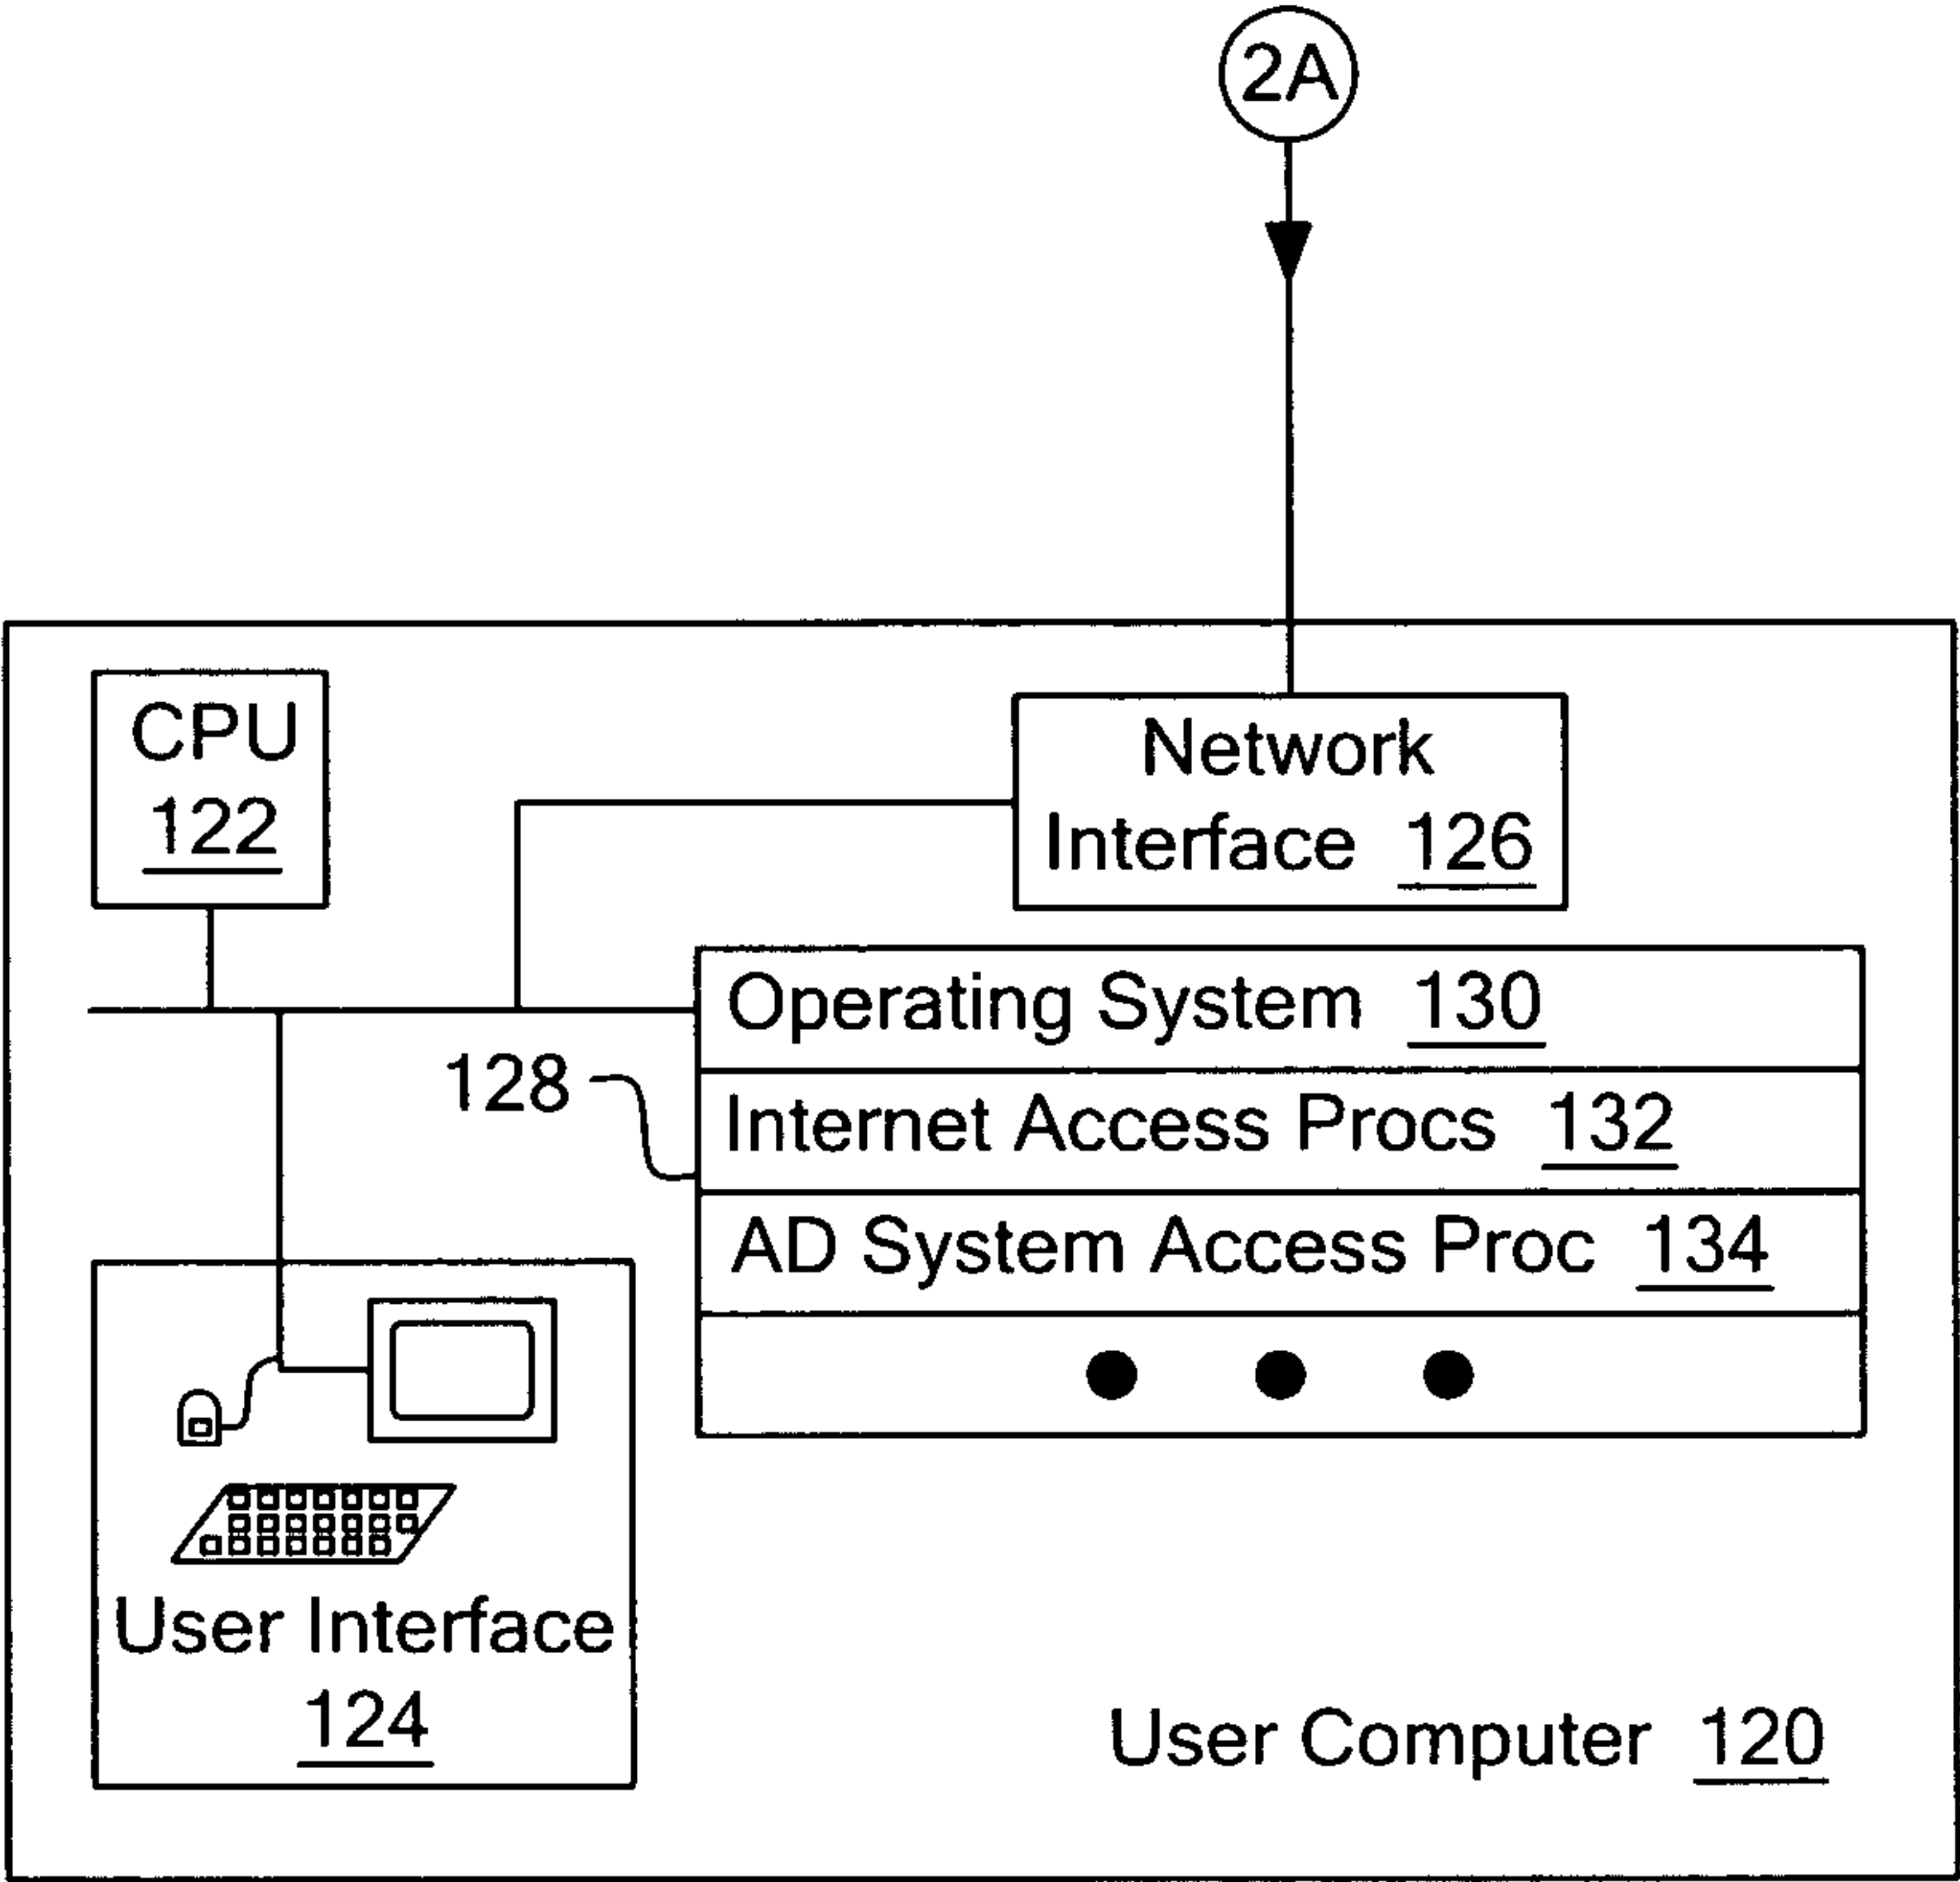 2A
CPU
122
Network
Interface 126
Operating System 130
128
Internet Access Procs 132
AD System Access Proc 134
User Interface
124
User Computer 120